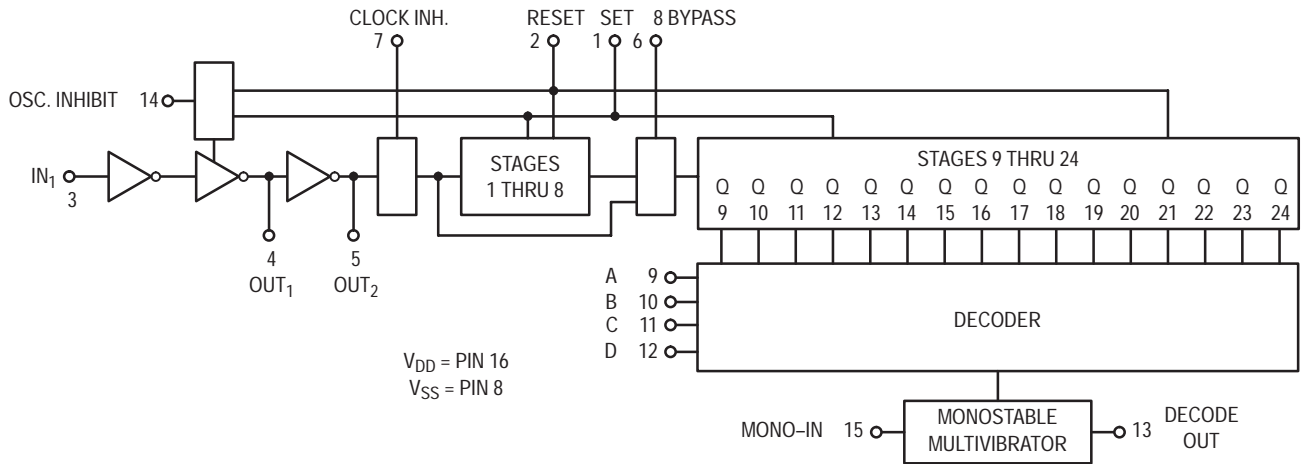 CLOCK INH.
7
RESET
2
SET
1
8 BYPASS
6
OSC. INHIBIT 14
IN1
3
STAGES
1 THRU 8
STAGES 9 THRU 24
Q Q Q Q Q Q Q Q Q Q Q Q Q Q Q Q
9 10 11 12 13 14 15 16 17 18 19 20 21 22 23 24
4
OUT1
5
OUT2
A 9
B 10
C 11
D 12
DECODER
VDD = PIN 16
VSS = PIN 8
MONO–IN 15
MONOSTABLE
MULTIVIBRATOR
13 DECODE
OUT